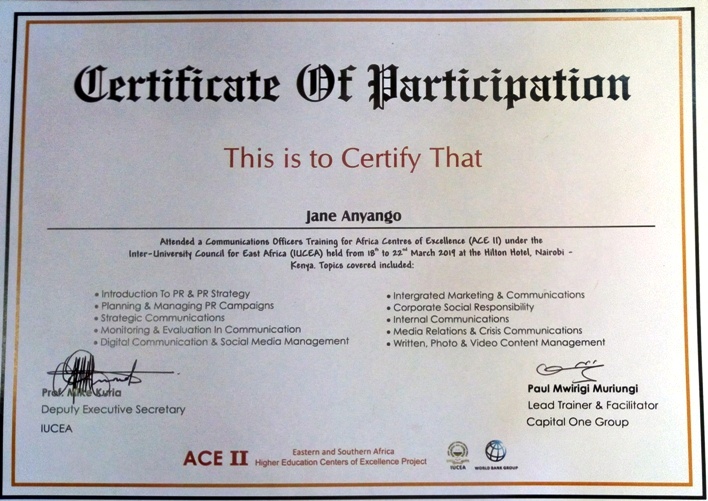 Certificate Of Participation
This is to Certify That
Jane Anyango
Attended a Communications Officers Training for Africa Centres of Excellence (ACE II) under the
Inter-University Council for East Africa (IUCEA) held from 18th to 22nd March 2019 at the Hilton Hotel, Nairobi -
Kenya. Topics covered included:
• Introduction To PR & PR Strategy
• Planning & Managing PR Campaigns
• Strategic Communications
• Monitoring & Evaluation In Communication
• Digital Communication & Social Media Management
• Intergrated Marketing & Communications
• Corporate Social Responsibility
• Internal Communications
• Media Relations & Crisis Communications
• Written, Photo & Video Content Management
Prof. Mike Kuria
Deputy Executive Secretary
IUCEA
Paul Mwirigi Muriungi
Lead Trainer & Facilitator
Capital One Group
ACE II
Eastern and Southern Africa
Higher Education Centers of Excellence Project
IUCEA
WORLD BANK GROUP